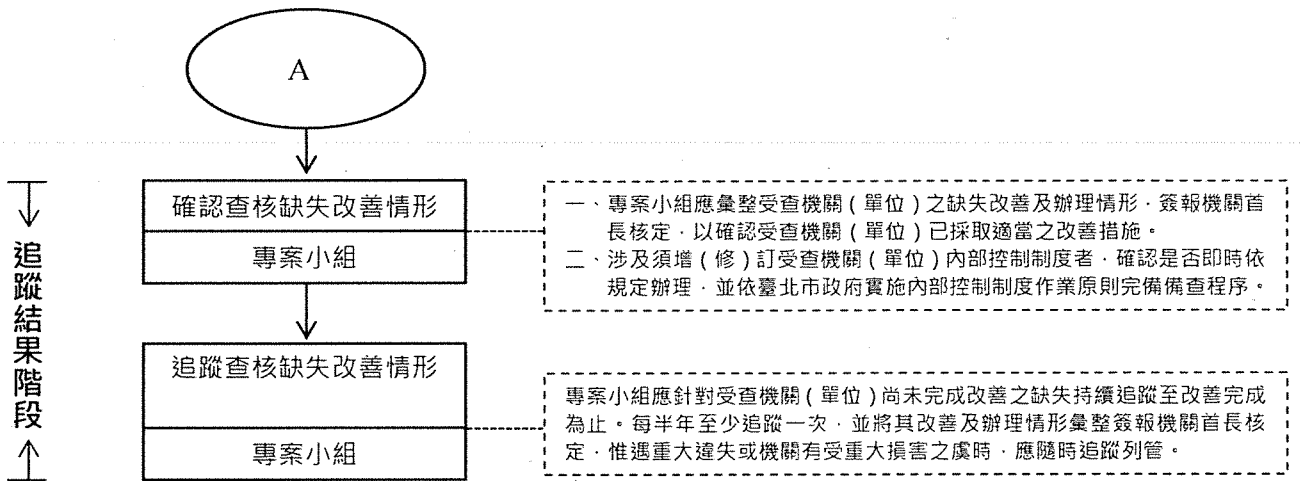 A
追蹤結果階段
確認查核缺失改善情形
專案小組
一、專案小組應彙整受查機關(單位)之缺失改善及辦理情形,簽報機關首
長核定,以確認受查機關(單位)已採取適當之改善措施。
二、涉及須增(修)訂受查機關(單位)內部控制制度者,確認是否即時依
規定辦理,並依臺北市政府實施內部控制制度作業原則完備備查程序。
追蹤查核缺失改善情形
專案小組
專案小組應針對受查機關(單位)尚未完成改善之缺失持續追蹤至改善完成
為止。每半年至少追蹤一次,並將其改善及辦理情形彙整簽報機關首長核
定,惟遇重大違失或機關有受重大損害之虞時,應隨時追蹤列管。